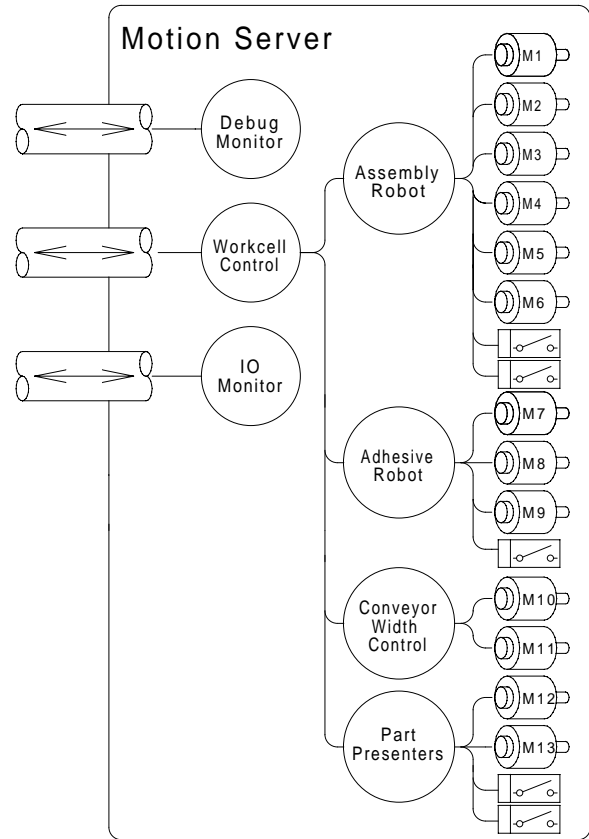 Motion Server
Debug
Monitor
Workcell
Control
IO
Monitor
Assembly
Robot
Adhesive
Robot
Conveyor
Width
Control
Part
Presenters
M1
M2
M3
M4
M5
M6
M7
M8
M9
M10
M11
M12
M13